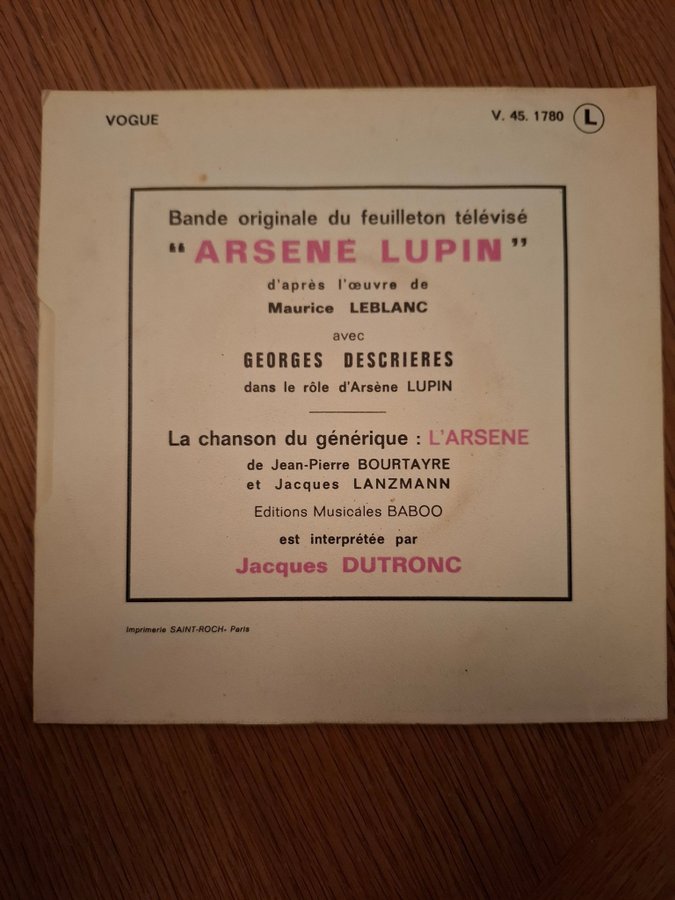 VOGUE
V. 45. 1780 L
Bande originale du feuilleton télévisé
“ ARSENE LUPIN ”
d'après l'œuvre de
Maurice LEBLANC
avec
GEORGES DESCRIERES
dans le rôle d'Arsène LUPIN
La chanson du générique : L'ARSENE
de Jean-Pierre BOURTAYRE
et Jacques LANZMANN
Editions Musicales BABOO
est interprétée par
Jacques DUTRONC
Imprimerie SAINT-ROCH- Paris